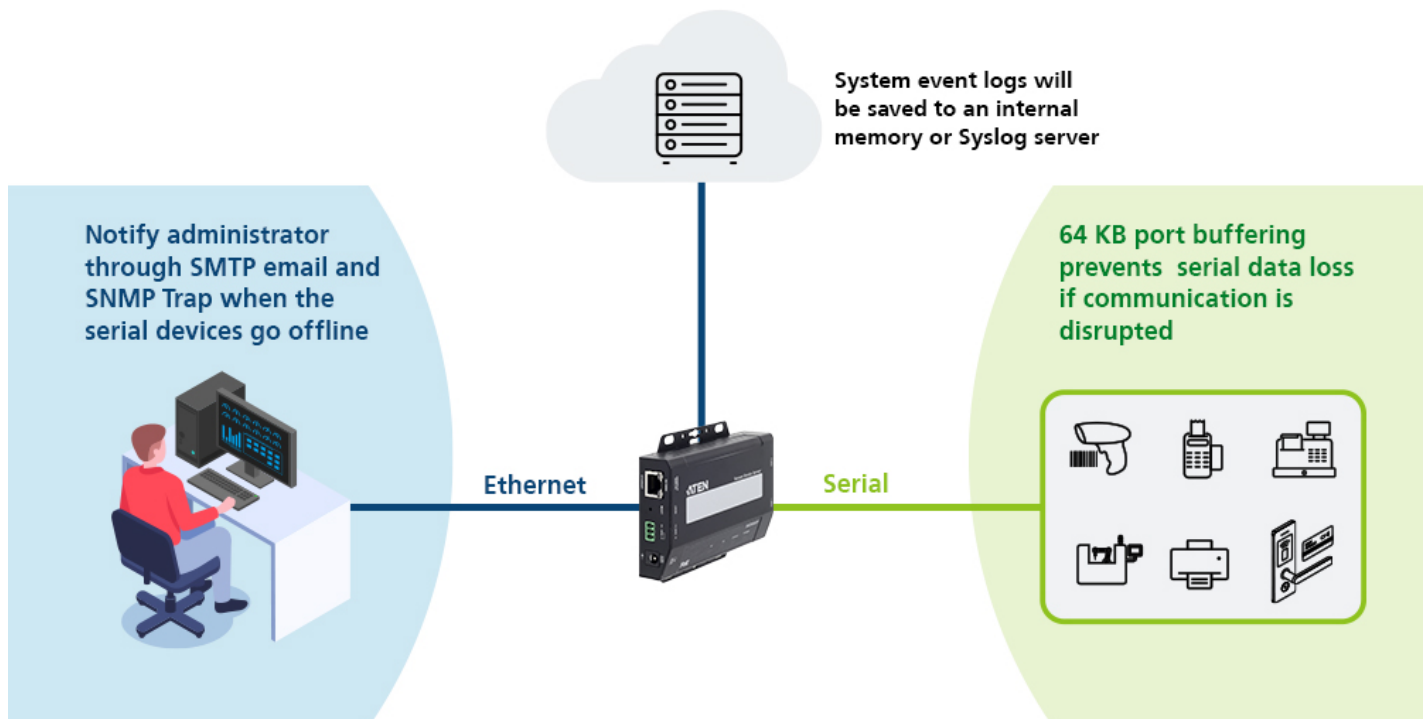 System event logs will
be saved to an internal
memory or Syslog server
Notify administrator
through SMTP email and
SNMP Trap when the
serial devices go offline
64 KB port buffering
prevents serial data loss
if communication is
disrupted
Ethernet
Serial
ATEN